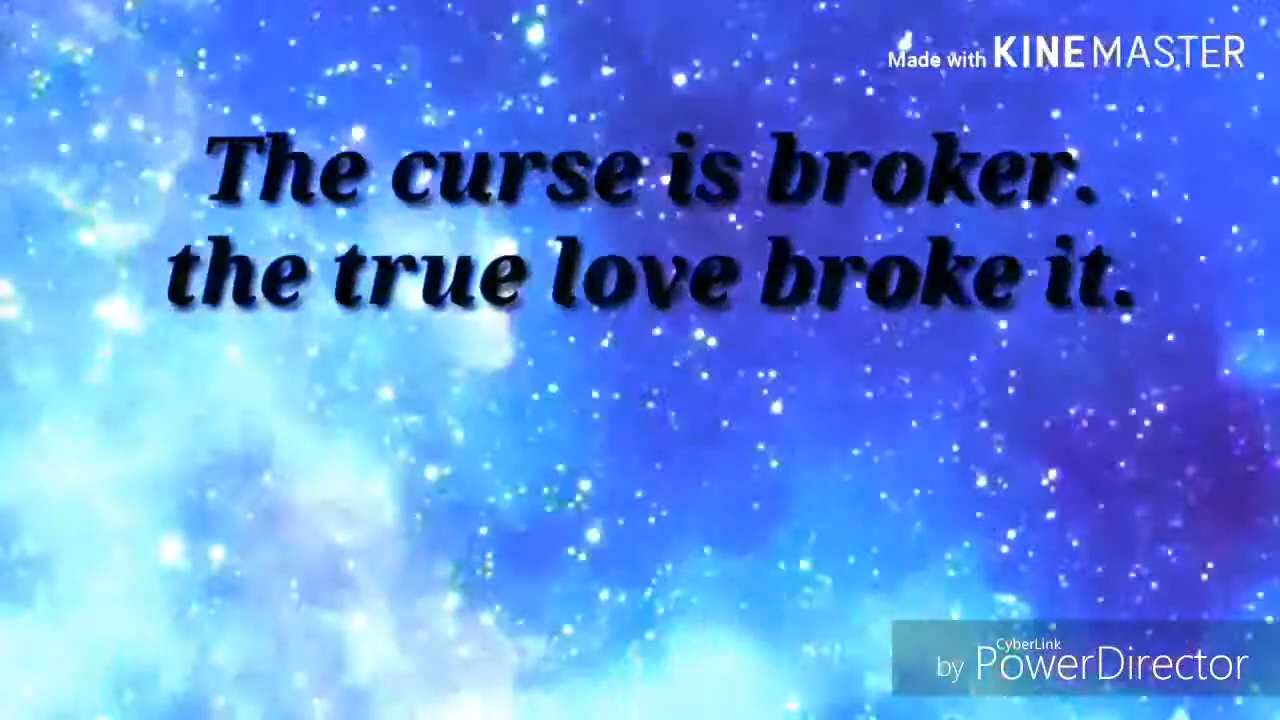 Made with KINEMASTER
The curse is broker.
the true love broke it.
CyberLink
by PowerDirector